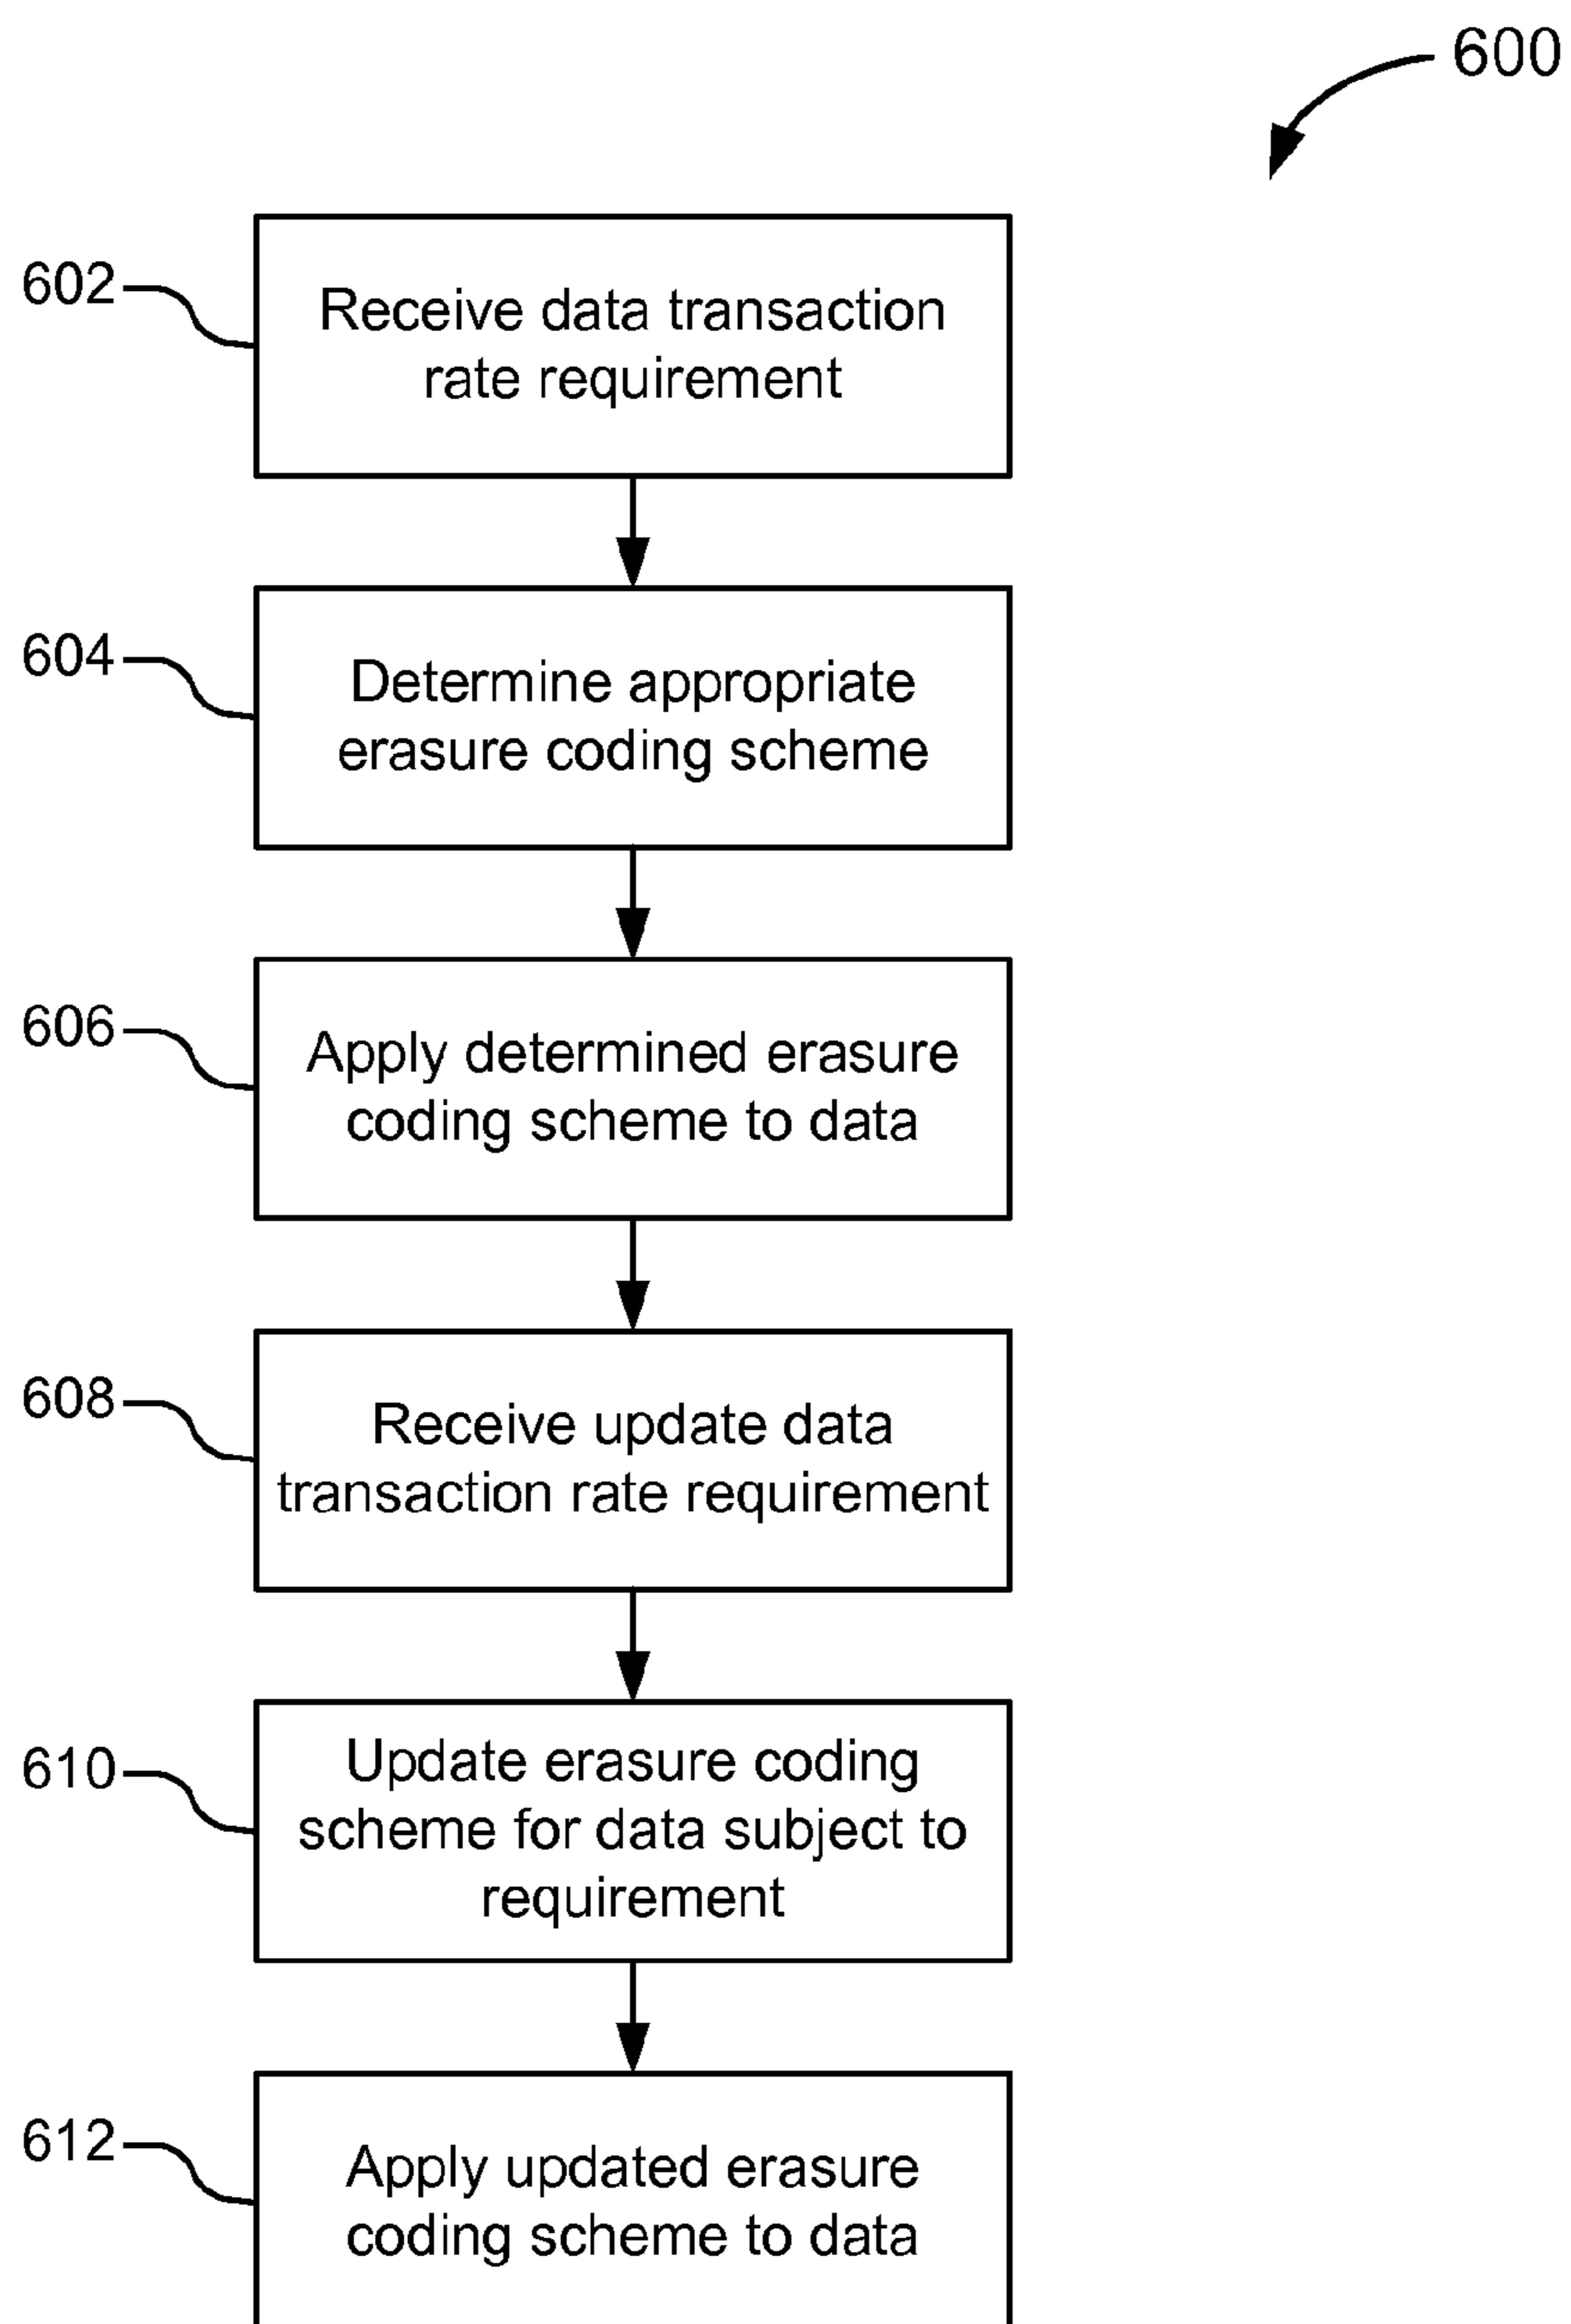 600
602
Receive data transaction
rate requirement
604
Determine appropriate
erasure coding scheme
606
Apply determined erasure
coding scheme to data
608
Receive update data
transaction rate requirement
610
Update erasure coding
scheme for data subject to
requirement
612
Apply updated erasure
coding scheme to data